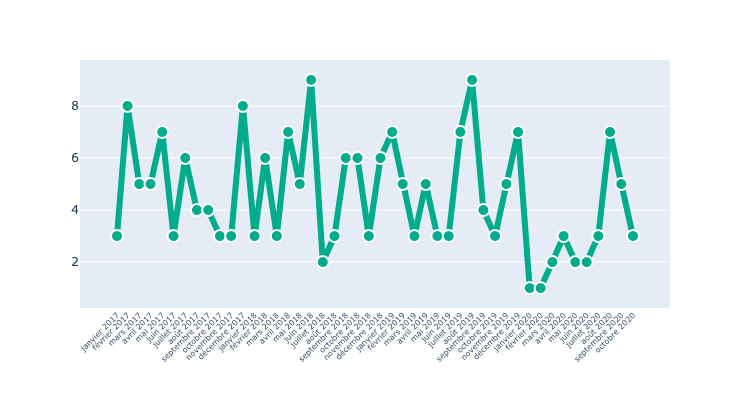 8
6
4
2
janvier 2017
février 2017
mars 2017
avril 2017
mai 2017
juin 2017
juillet 2017
août 2017
septembre 2017
octobre 2017
novembre 2017
décembre 2017
janvier 2018
février 2018
mars 2018
avril 2018
mai 2018
juin 2018
juillet 2018
août 2018
septembre 2018
octobre 2018
novembre 2018
décembre 2018
janvier 2019
février 2019
mars 2019
avril 2019
mai 2019
juin 2019
juillet 2019
août 2019
septembre 2019
octobre 2019
novembre 2019
décembre 2019
janvier 2020
février 2020
mars 2020
avril 2020
mai 2020
juin 2020
juillet 2020
août 2020
septembre 2020
octobre 2020